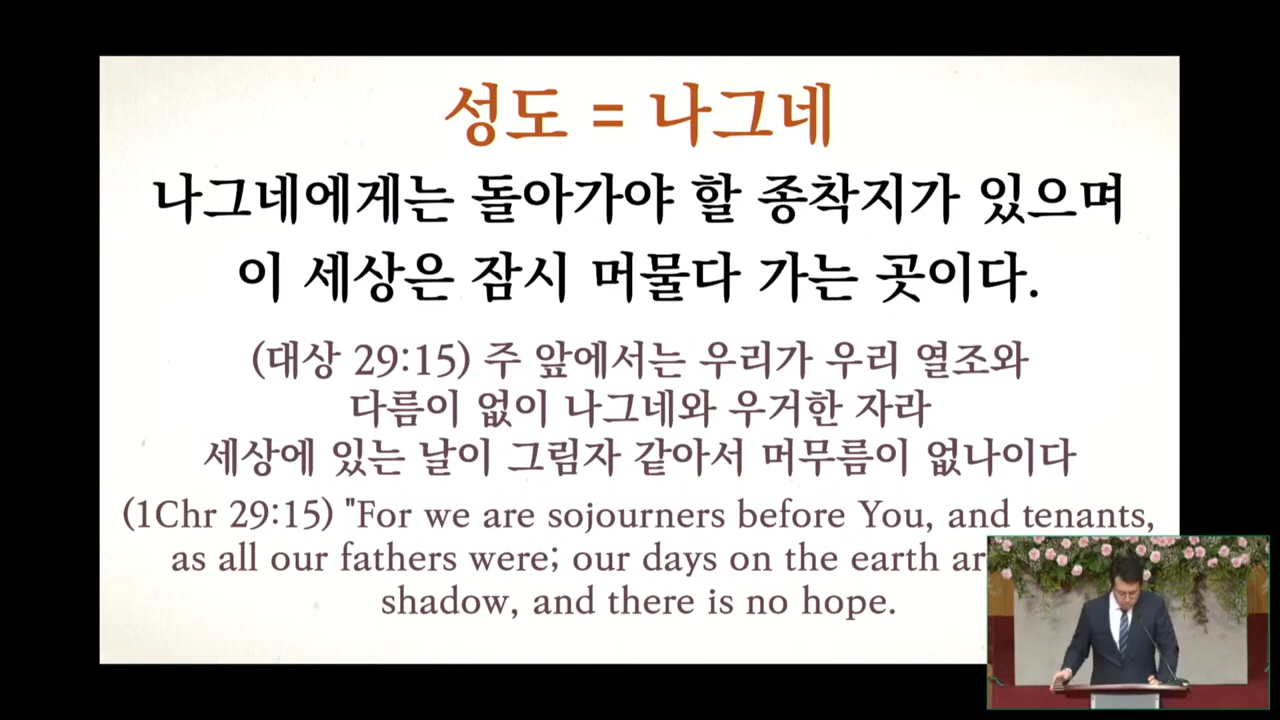 성도 = 나그네
나그네에게는 돌아가야 할 종착지가 있으며
이 세상은 잠시 머물다 가는 곳이다.
(대상 29:15) 주 앞에서는 우리가 우리 열조와
다름이 없이 나그네와 우거한 자라
세상에 있는 날이 그림자 같아서 머무름이 없나이다
(1Chr 29:15) "For we are sojourners before You, and tenants,
as all our fathers were; our days on the earth
shadow, and there is no hope.